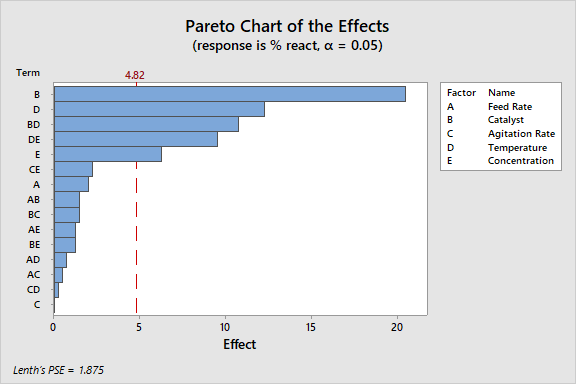 Pareto Chart of the Effects
(response is % react, α = 0.05)
Term
4.82
B
D
BD
DE
E
CE
A
AB
BC
AE
BE
AD
AC
CD
C
0 5 10 15 20
Effect
Factor Name
A Feed Rate
B Catalyst
C Agitation Rate
D Temperature
E Concentration
Lenth's PSE = 1.875